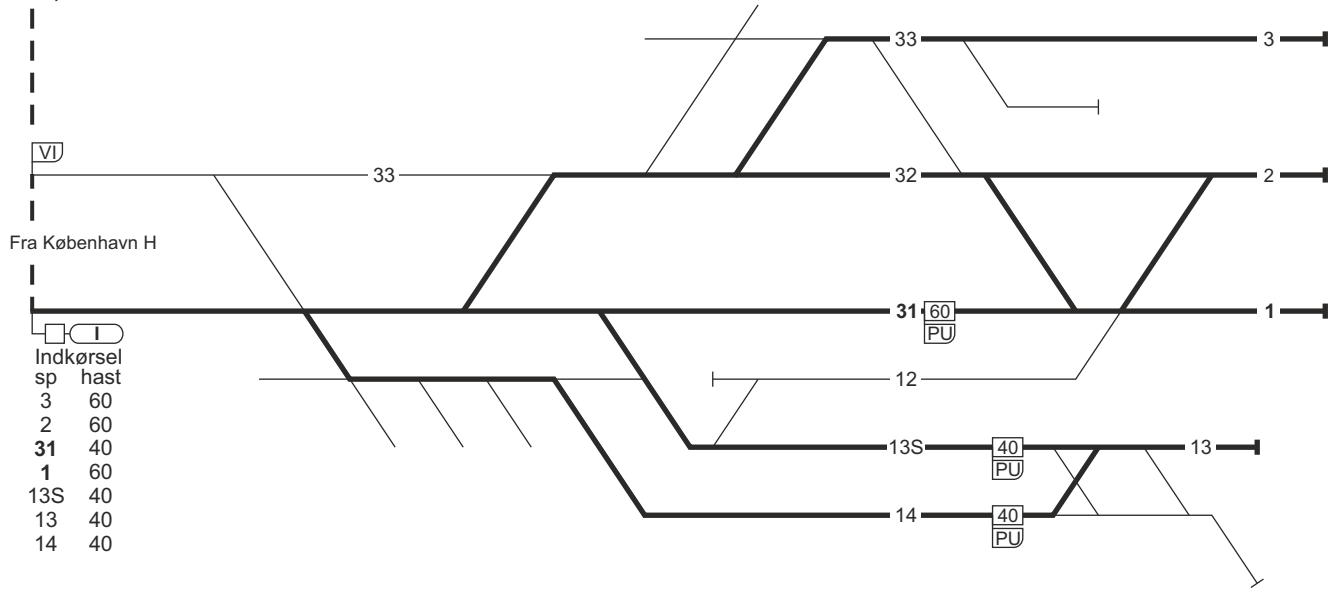 33 3
VI
33 32 2
Fra København H
31 60 1
PU
I
Indkørsel
sp hast
12
3 60
2 60
31 40
1 60
13S 40
13 40
14 40
13S 40 13
PU
14 40
PU